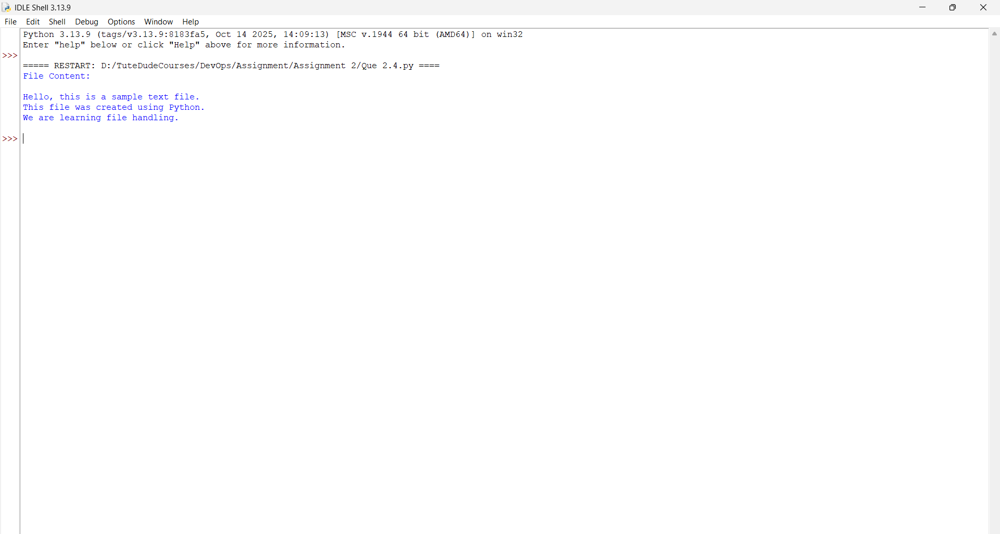 IDLE Shell 3.13.9
File Edit Shell Debug Options Window Help
Python 3.13.9 (tags/v3.13.9:8183fa5, Oct 14 2025, 14:09:13) [MSC v.1944 64 bit (AMD64)] on win32
Enter "help" below or click "Help" above for more information.
>>>
===== RESTART: D:/TuteDudeCourses/DevOps/Assignment/Assignment 2/Que 2.4.py ====
File Content:
Hello, this is a sample text file.
This file was created using Python.
We are learning file handling.
>>>